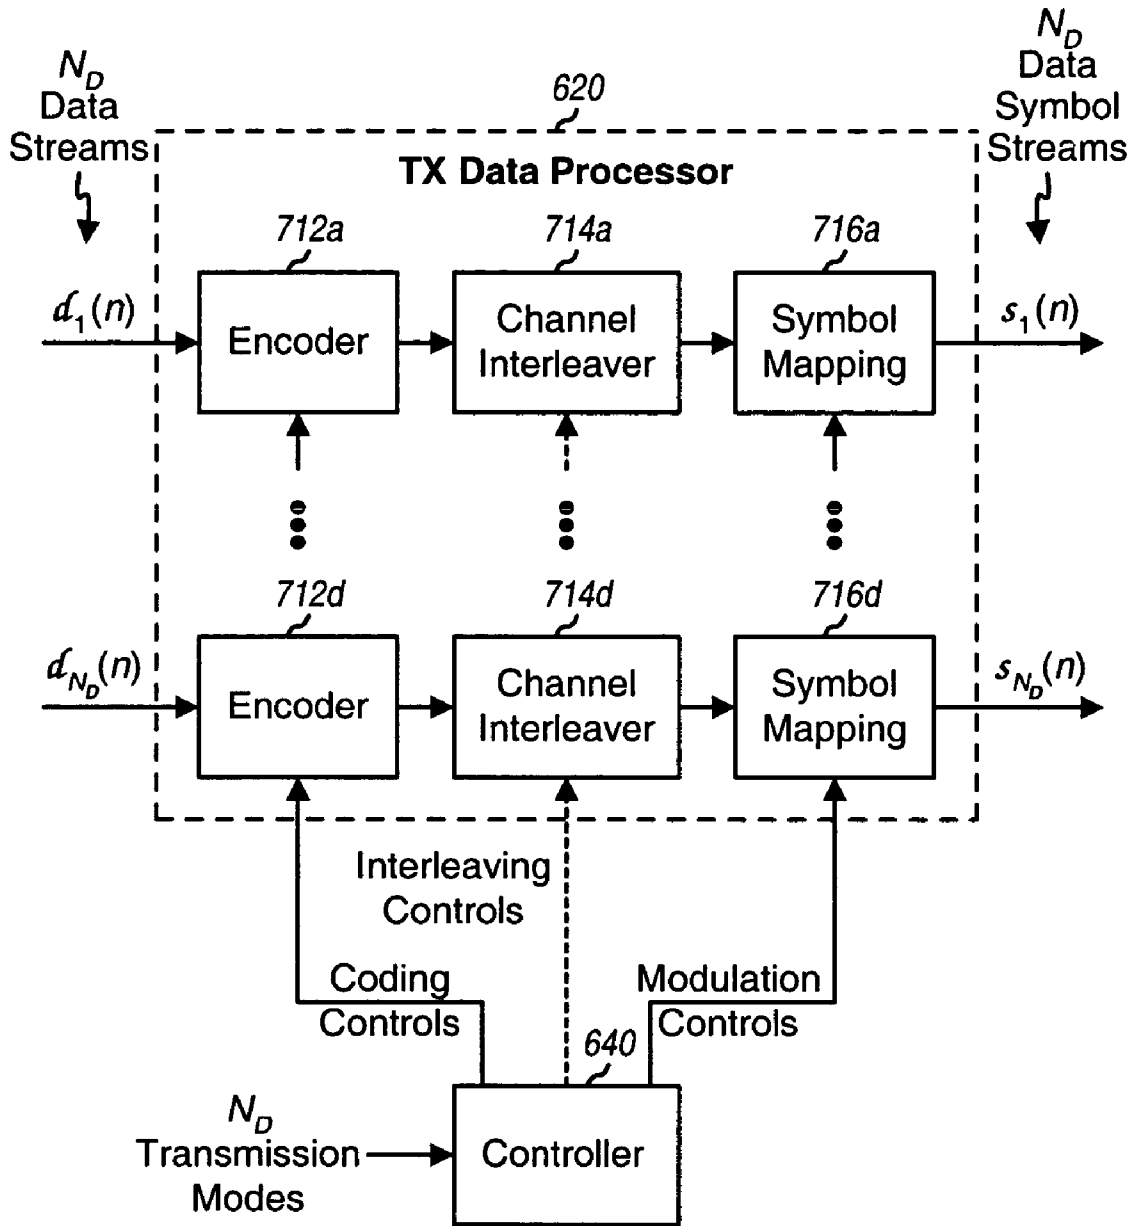 N_D
Data
Streams
N_D
Data
Symbol
Streams
620
TX Data Processor
712a
714a
716a
d_1(n)
Encoder
Channel
Interleaver
Symbol
Mapping
s_1(n)
712d
714d
716d
d_{N_D}(n)
Encoder
Channel
Interleaver
Symbol
Mapping
s_{N_D}(n)
Interleaving
Controls
Coding
Controls
Modulation
Controls
640
N_D
Transmission
Modes
Controller